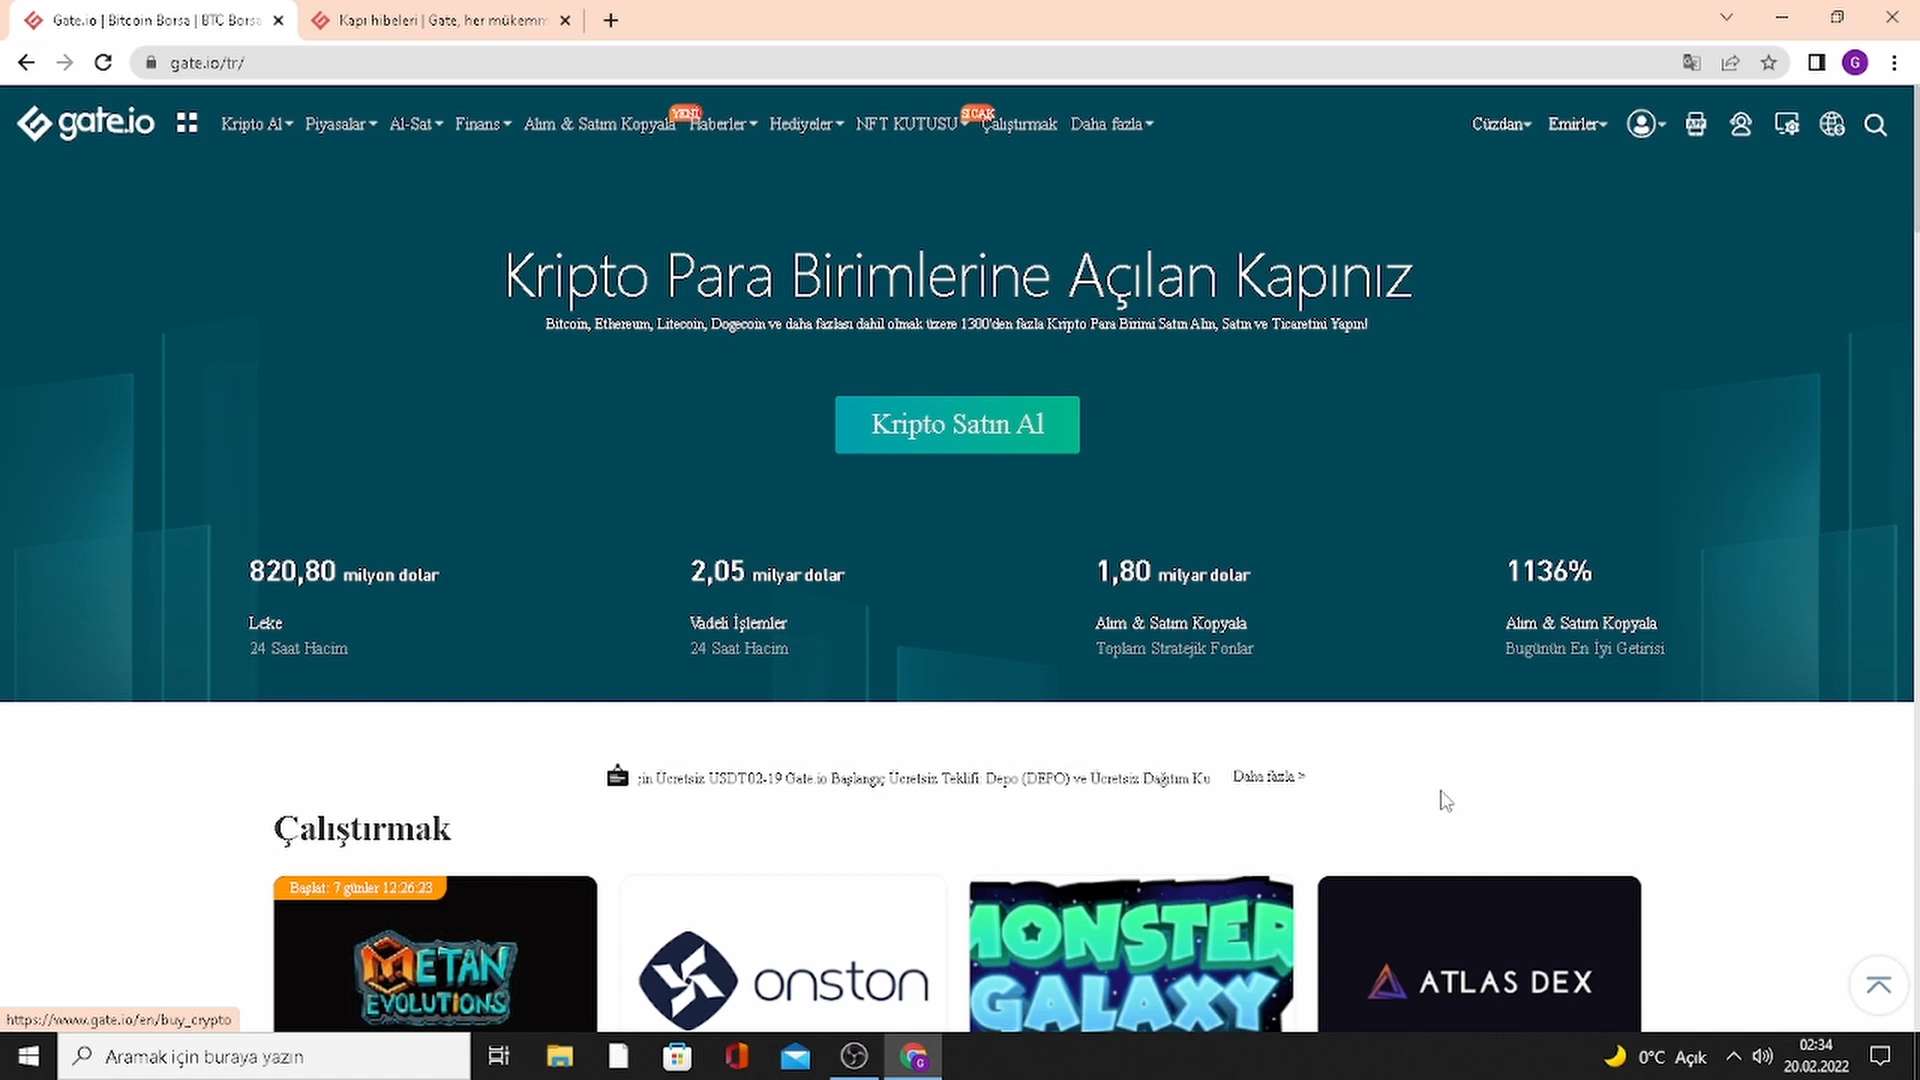 Gate.io | Bitcoin Borsa | BTC Borsa
Kapı hibeleri | Gate, her mükemm
gate.io/tr/
G
gate.io
Kripto Al
Piyasalar
Al-Sat
Finans
Alım & Satım Kopyala
YENİ
Haberler
Hediyeler
NFT KUTUSU
SICAK
Çalıştırmak
Daha fazla
Cüzdan
Emirler
APP
Kripto Para Birimlerine Açılan Kapınız
Bitcoin, Ethereum, Litecoin, Dogecoin ve daha fazlası dahil olmak üzere 1300'den fazla Kripto Para Birimi Satın Alın, Satın ve Ticaretini Yapın!
Kripto Satın Al
820,80 milyon dolar
Leke
24 Saat Hacim
2,05 milyar dolar
Vadeli İşlemler
24 Saat Hacim
1,80 milyar dolar
Alım & Satım Kopyala
Toplam Stratejik Fonlar
1136%
Alım & Satım Kopyala
Bugünün En İyi Getirisi
çin Ücretsiz USDT02-19 Gate.io Başlangıç Ücretsiz Teklifi: Depo (DEPO) ve Ücretsiz Dağıtım Ku
Daha fazla >
Çalıştırmak
Başlat: 7 günler 12:26:23
METAN
EVOLUTIONS
onston
MONSTER
GALAXY
ATLAS DEX
https://www.gate.io/en/buy_crypto
Aramak için buraya yazın
G
0°C Açık
02:34
20.02.2022